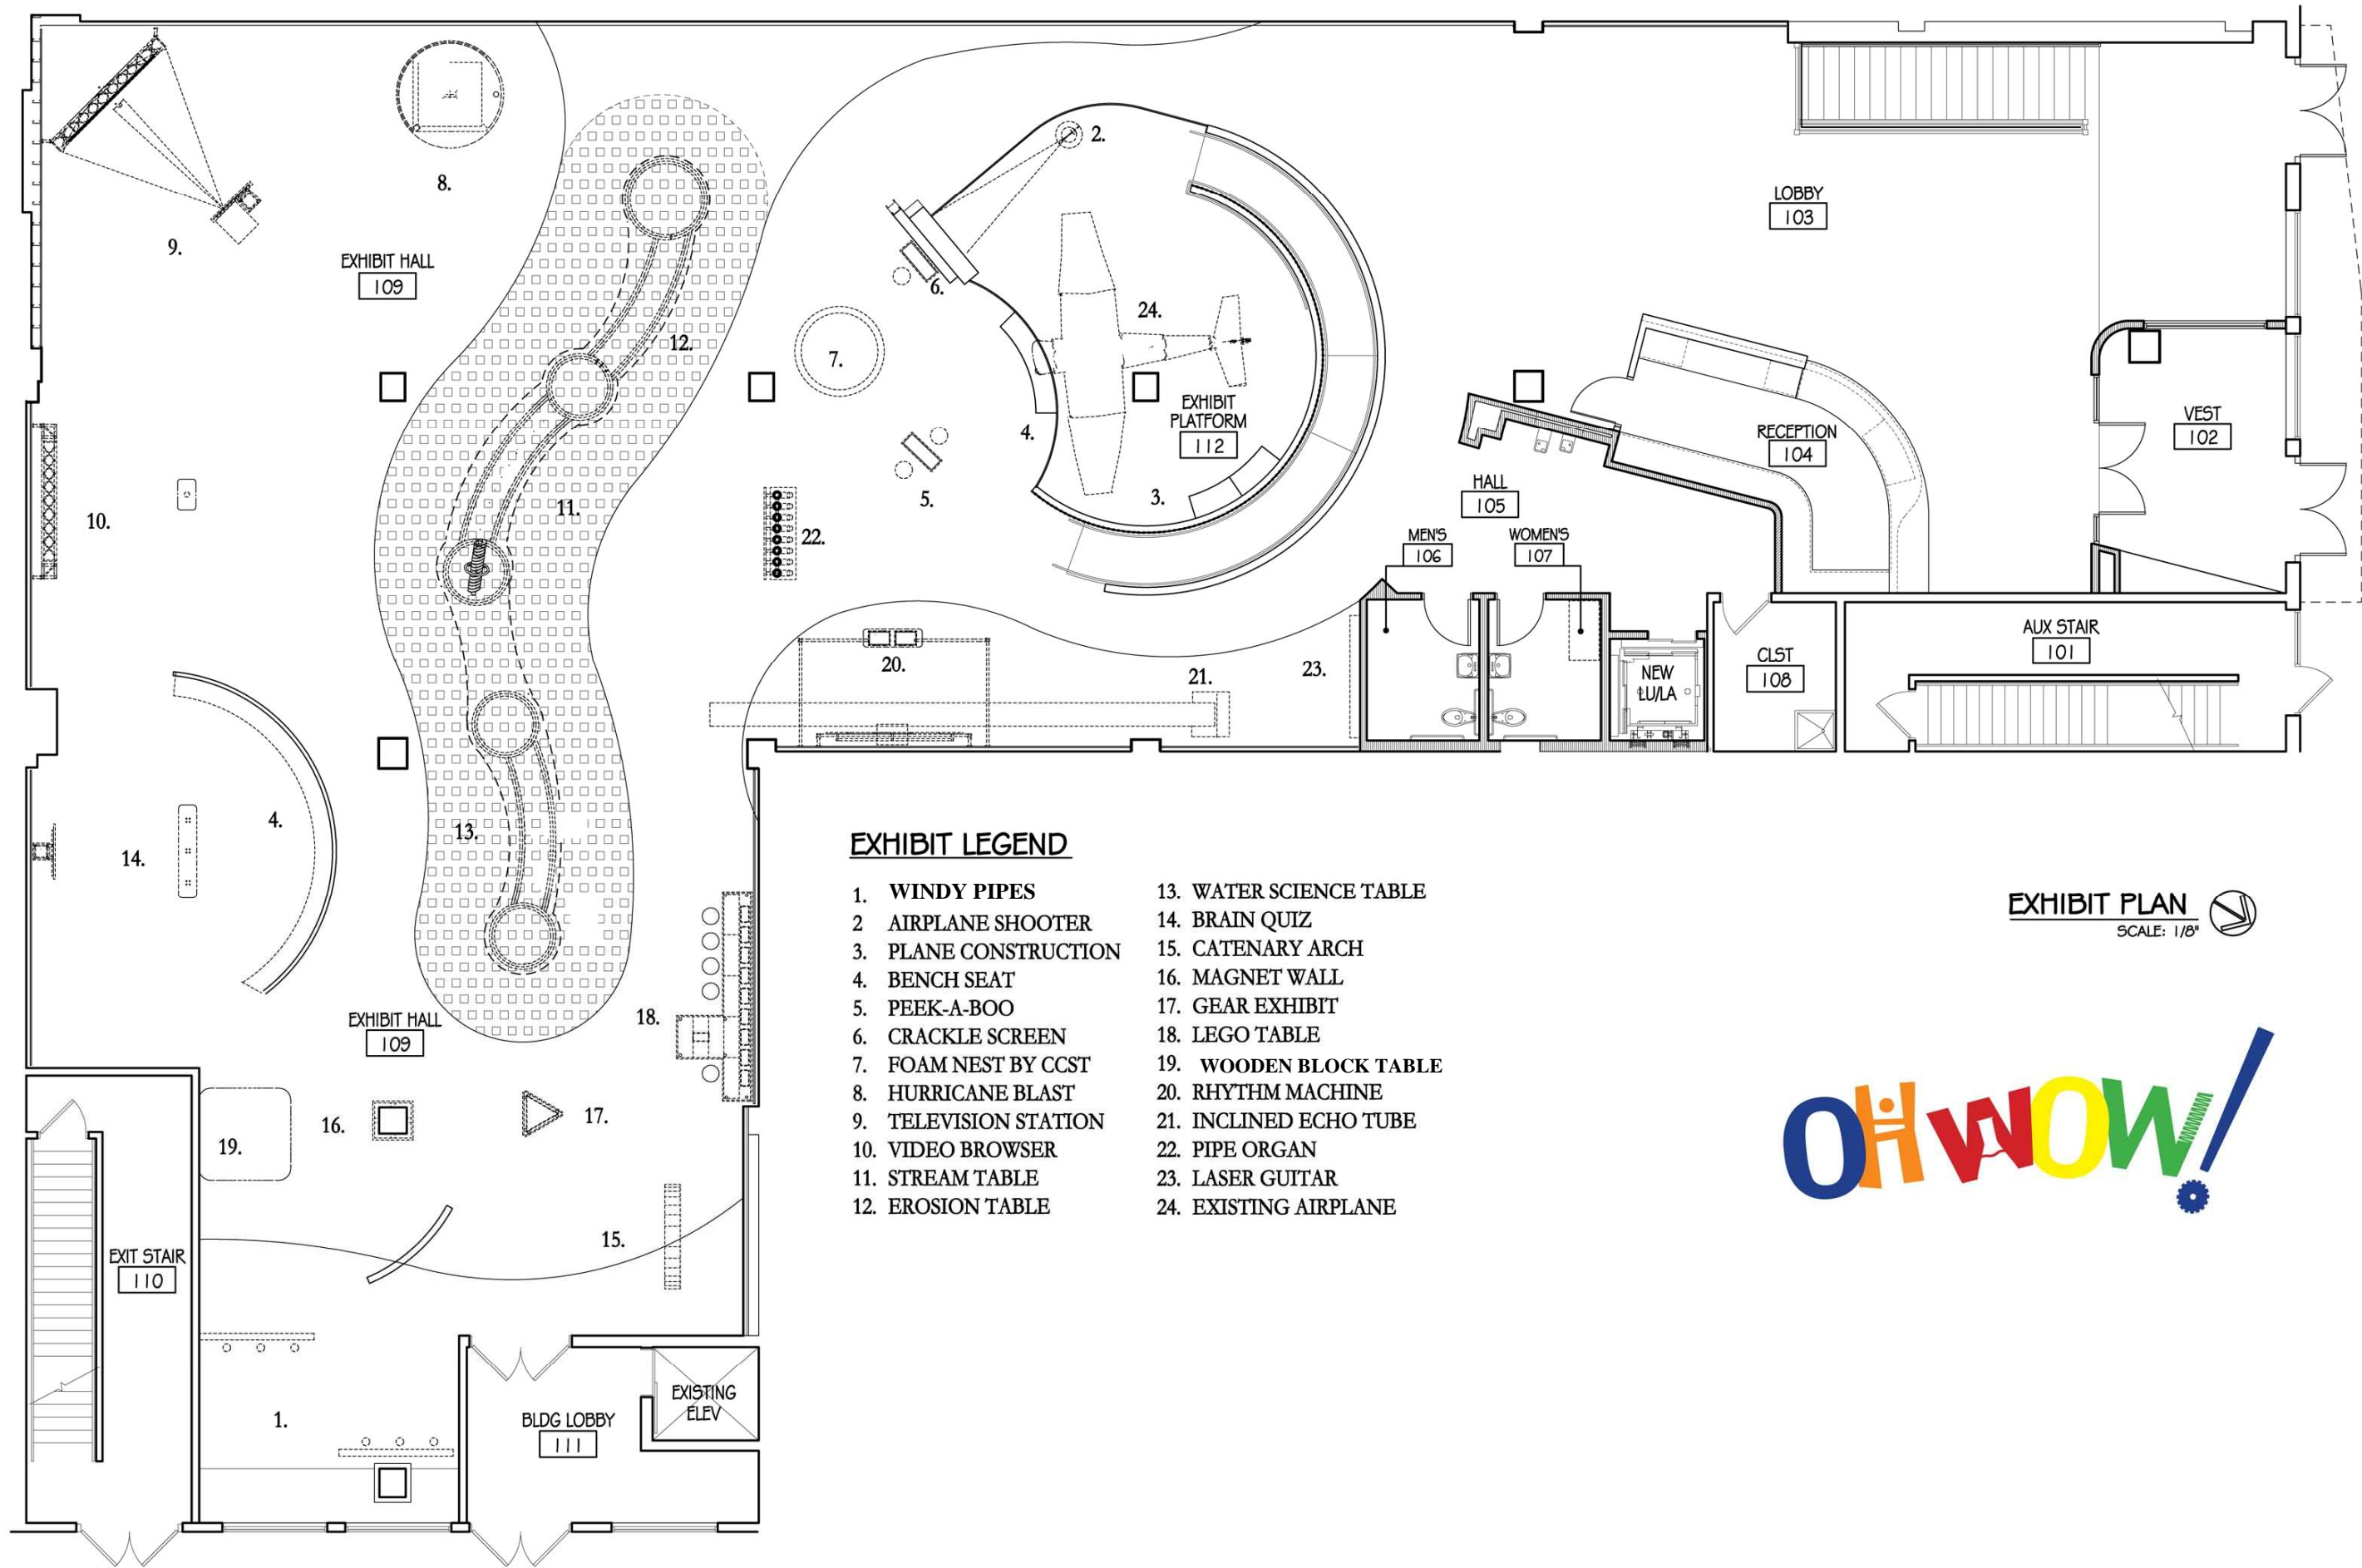 2.
8.
LOBBY
103
9.
EXHIBIT HALL
109
6.
24.
12.
7.
EXHIBIT
PLATFORM
112
4.
VEST
102
RECEPTION
104
5.
3.
HALL
105
10.
11.
22.
MEN'S
106
WOMEN'S
107
AUX STAIR
101
20.
21.
23.
NEW
LU/LA
CLST
108
4.
13.
14.
EXHIBIT LEGEND
1. WINDY PIPES
2 AIRPLANE SHOOTER
3. PLANE CONSTRUCTION
4. BENCH SEAT
5. PEEK-A-BOO
6. CRACKLE SCREEN
7. FOAM NEST BY CCST
8. HURRICANE BLAST
9. TELEVISION STATION
10. VIDEO BROWSER
11. STREAM TABLE
12. EROSION TABLE
13. WATER SCIENCE TABLE
14. BRAIN QUIZ
15. CATENARY ARCH
16. MAGNET WALL
17. GEAR EXHIBIT
18. LEGO TABLE
19. WOODEN BLOCK TABLE
20. RHYTHM MACHINE
21. INCLINED ECHO TUBE
22. PIPE ORGAN
23. LASER GUITAR
24. EXISTING AIRPLANE
EXHIBIT PLAN
SCALE: 1/8"
OH WOW!
18.
EXHIBIT HALL
109
16.
17.
19.
15.
EXIT STAIR
110
1.
BLDG LOBBY
111
EXISTING
ELEV